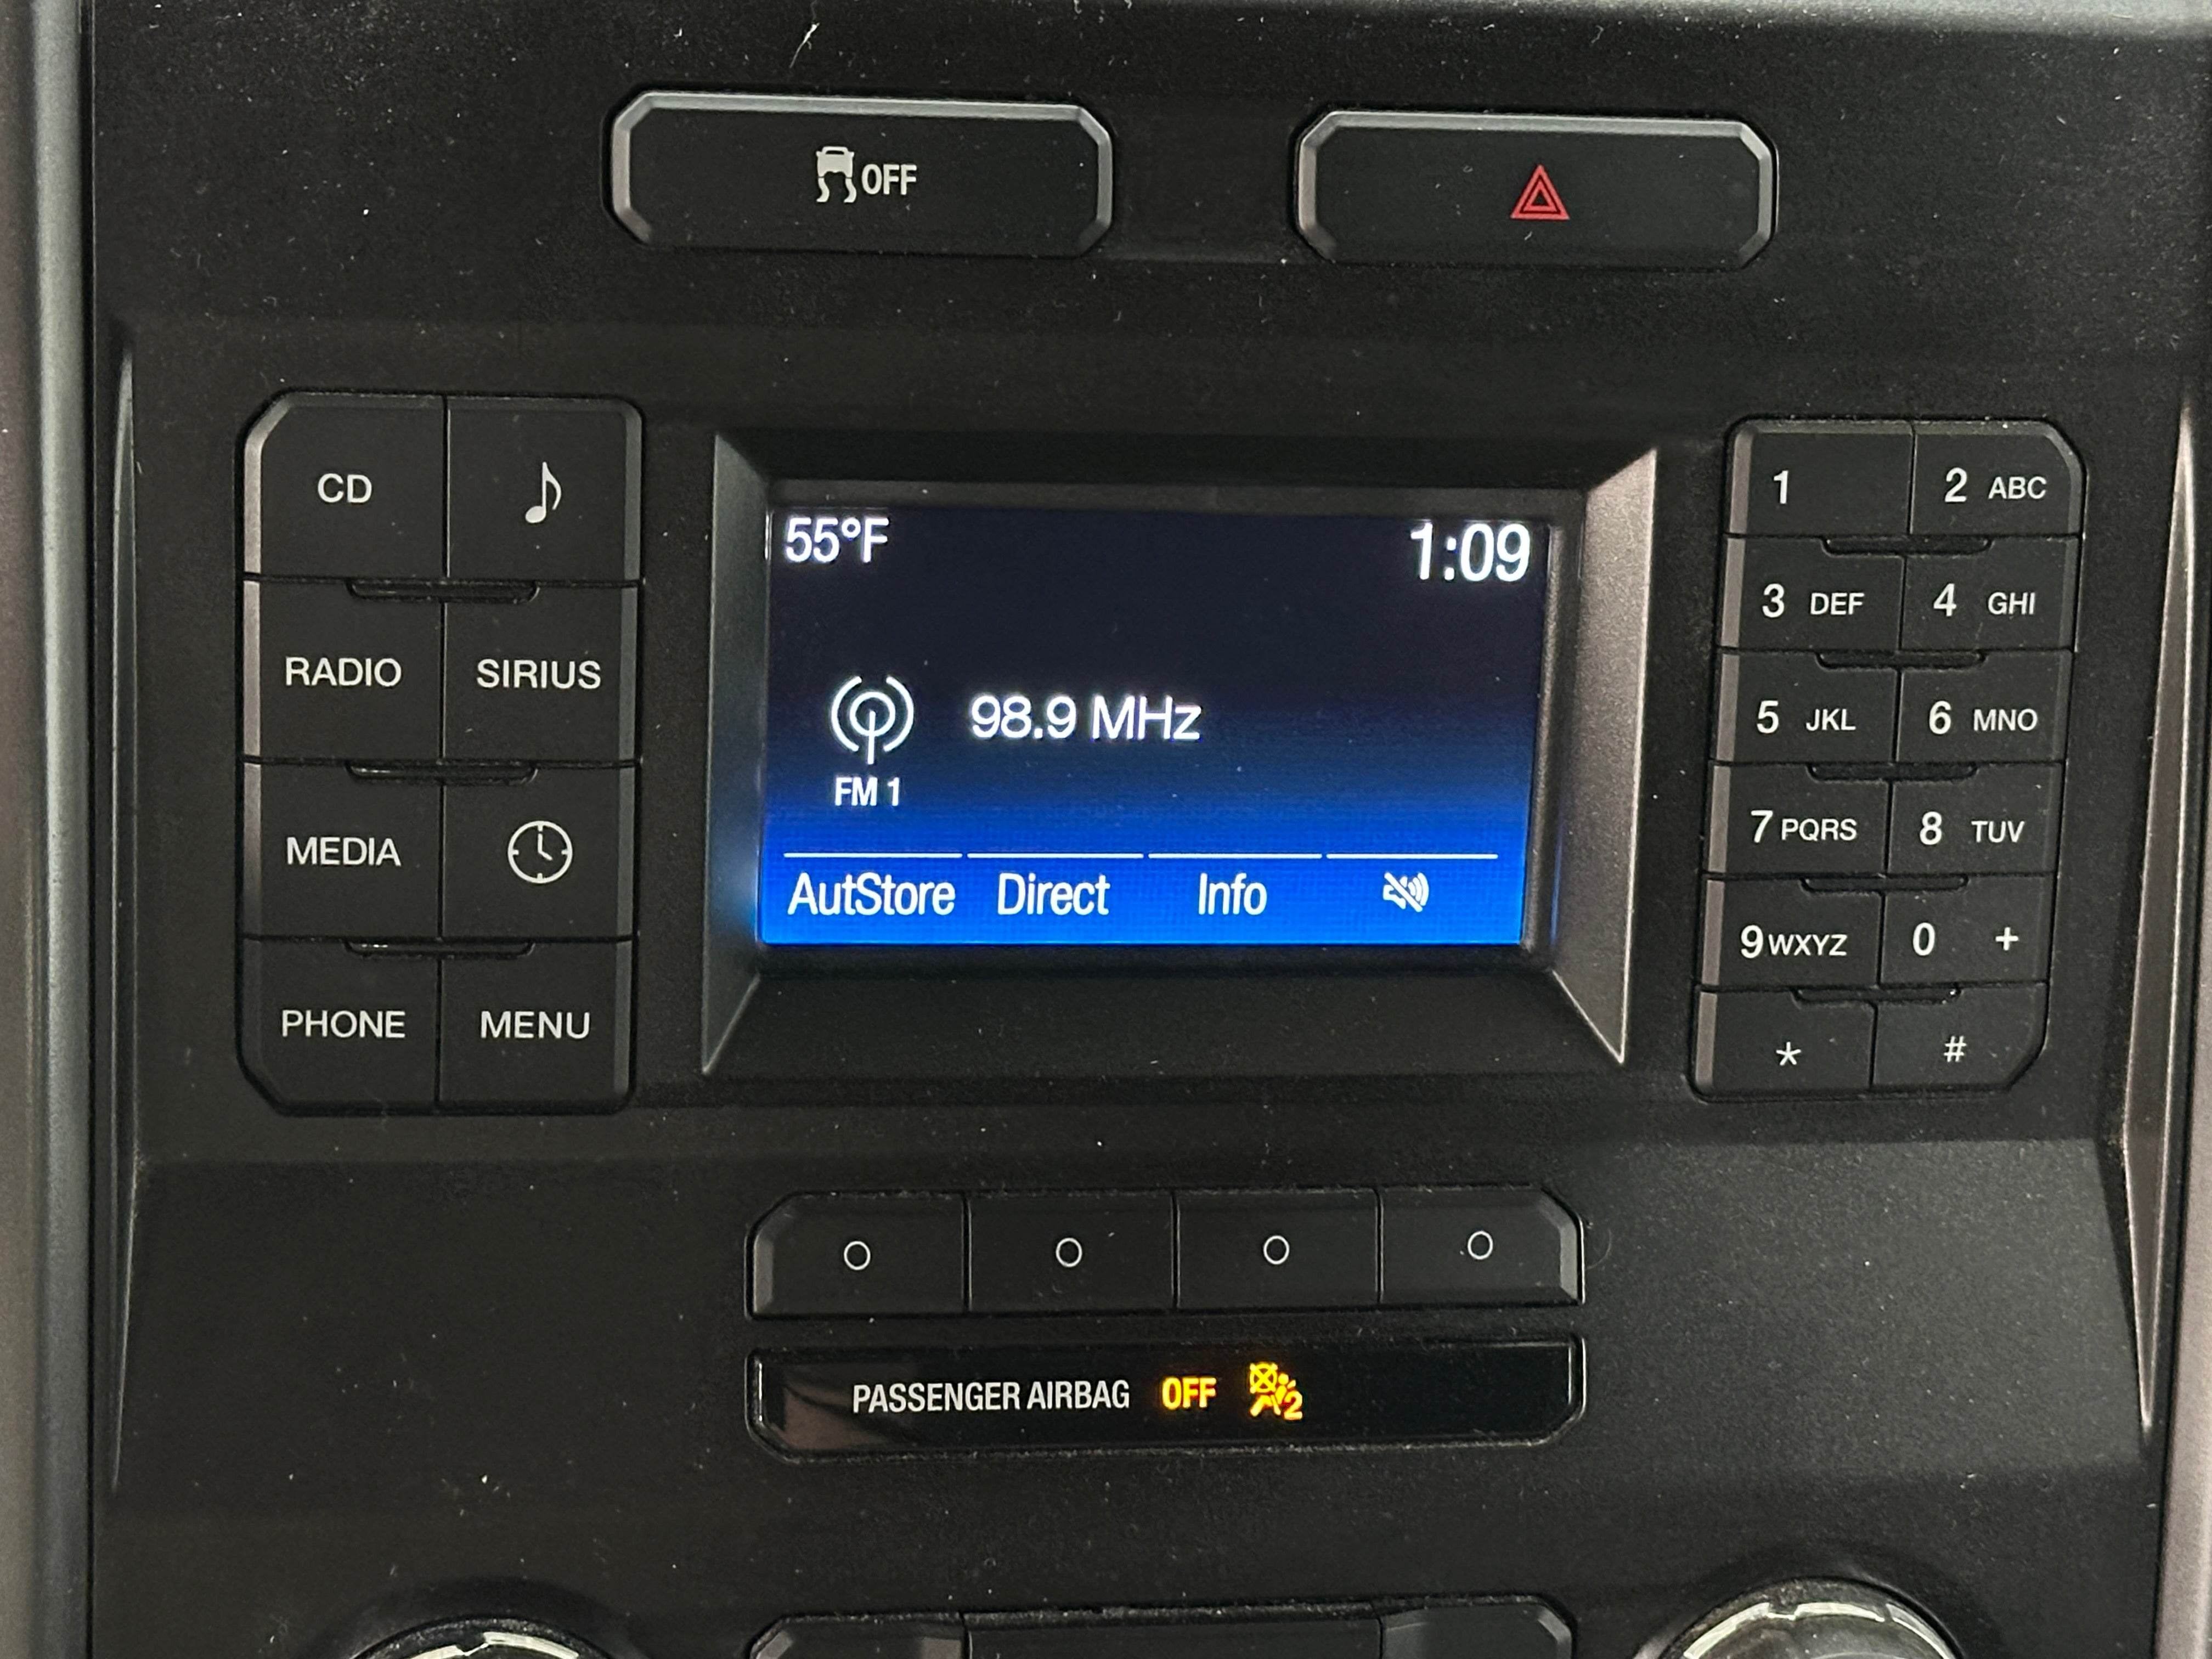 OFF
CD
RADIO SIRIUS
MEDIA
PHONE MENU
55°F 1:09
98.9 MHz
FM 1
AutStore Direct Info
1 2 ABC
3 DEF 4 GHI
5 JKL 6 MNO
7 PQRS 8 TUV
9 WXYZ 0 +
* #
PASSENGER AIRBAG OFF 2